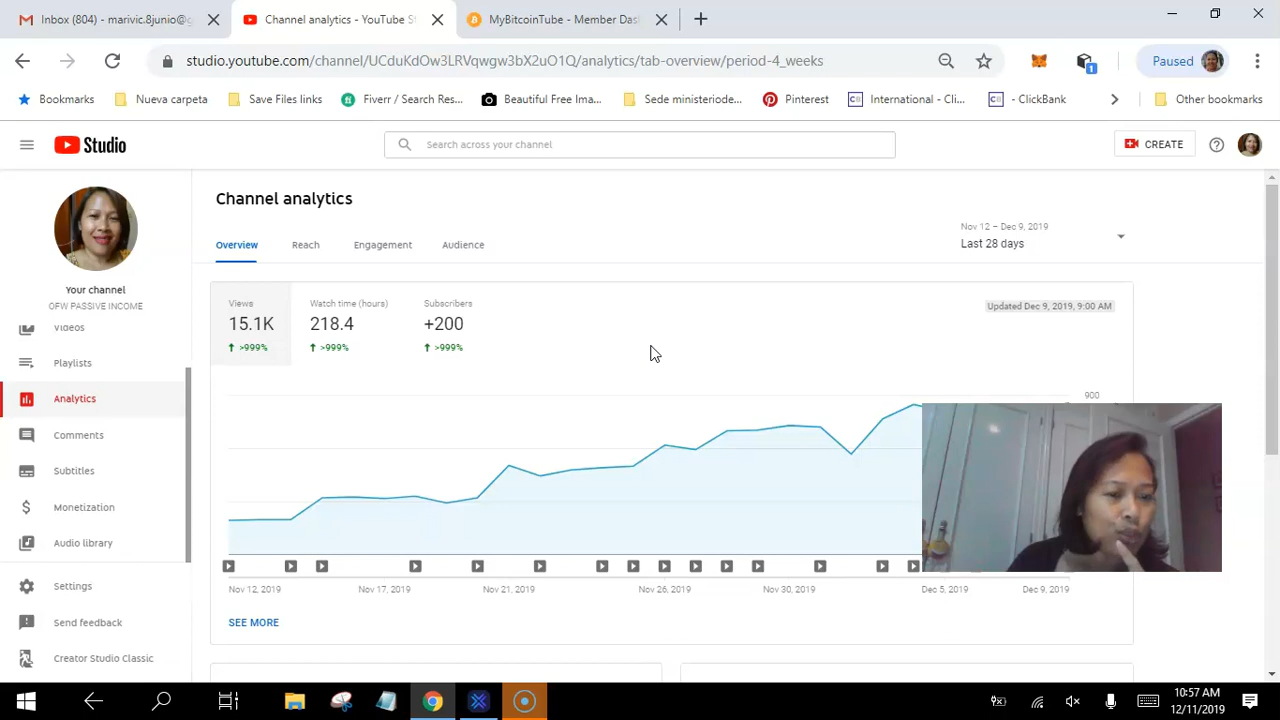 Inbox (804) - marivic.8junio@g
Channel analytics - YouTube St
MyBitcoinTube - Member Das
studio.youtube.com/channel/UCduKdOw3LRVqwgw3bX2uO1Q/analytics/tab-overview/period-4_weeks
Paused
Bookmarks
Nueva carpeta
Save Files links
Fiverr / Search Res...
Beautiful Free Ima...
Sede ministeriode...
Pinterest
International - Cli...
- ClickBank
Other bookmarks
Studio
Search across your channel
CREATE
Your channel
OFW PASSIVE INCOME
Videos
Playlists
Analytics
Comments
Subtitles
Monetization
Audio library
Settings
Send feedback
Creator Studio Classic
Channel analytics
Overview
Reach
Engagement
Audience
Nov 12 – Dec 9, 2019
Last 28 days
Views
15.1K
>999%
Watch time (hours)
218.4
>999%
Subscribers
+200
>999%
Updated Dec 9, 2019, 9:00 AM
900
Nov 12, 2019
Nov 17, 2019
Nov 21, 2019
Nov 26, 2019
Nov 30, 2019
Dec 5, 2019
Dec 9, 2019
SEE MORE
10:57 AM
12/11/2019